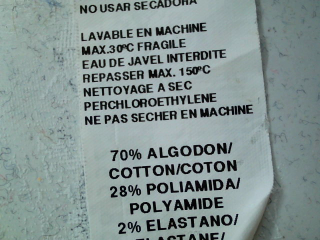 NO USAR SECADORA
LAVABLE EN MACHINE
MAX.30ºC FRAGILE
EAU DE JAVEL INTERDITE
REPASSER MAX. 150ºC
NETTOYAGE A SEC
PERCHLOROETHYLENE
NE PAS SECHER EN MACHINE
70% ALGODON/
COTTON/COTON
28% POLIAMIDA/
POLYAMIDE
2% ELASTANO/
ELASTANE/